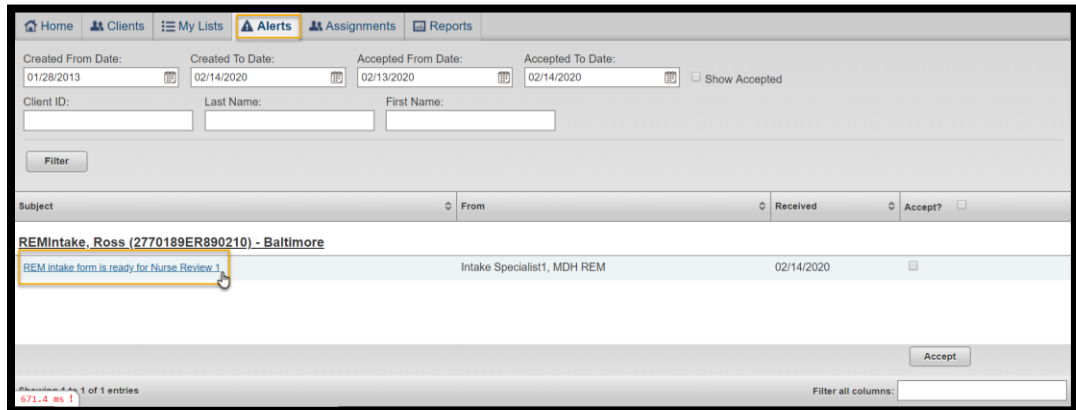 Home Clients My Lists Alerts Assignments Reports
Created From Date: Created To Date: Accepted From Date: Accepted To Date:
01/28/2013 02/14/2020 02/13/2020 02/14/2020 Show Accepted
Client ID: Last Name: First Name:
Filter
Subject From Received Accept?
REMIntake, Ross (2770189ER890210) - Baltimore
REM intake form is ready for Nurse Review 1 Intake Specialist1, MDH REM 02/14/2020
Accept
1 of 1 entries Filter all columns:
671.4 ms !